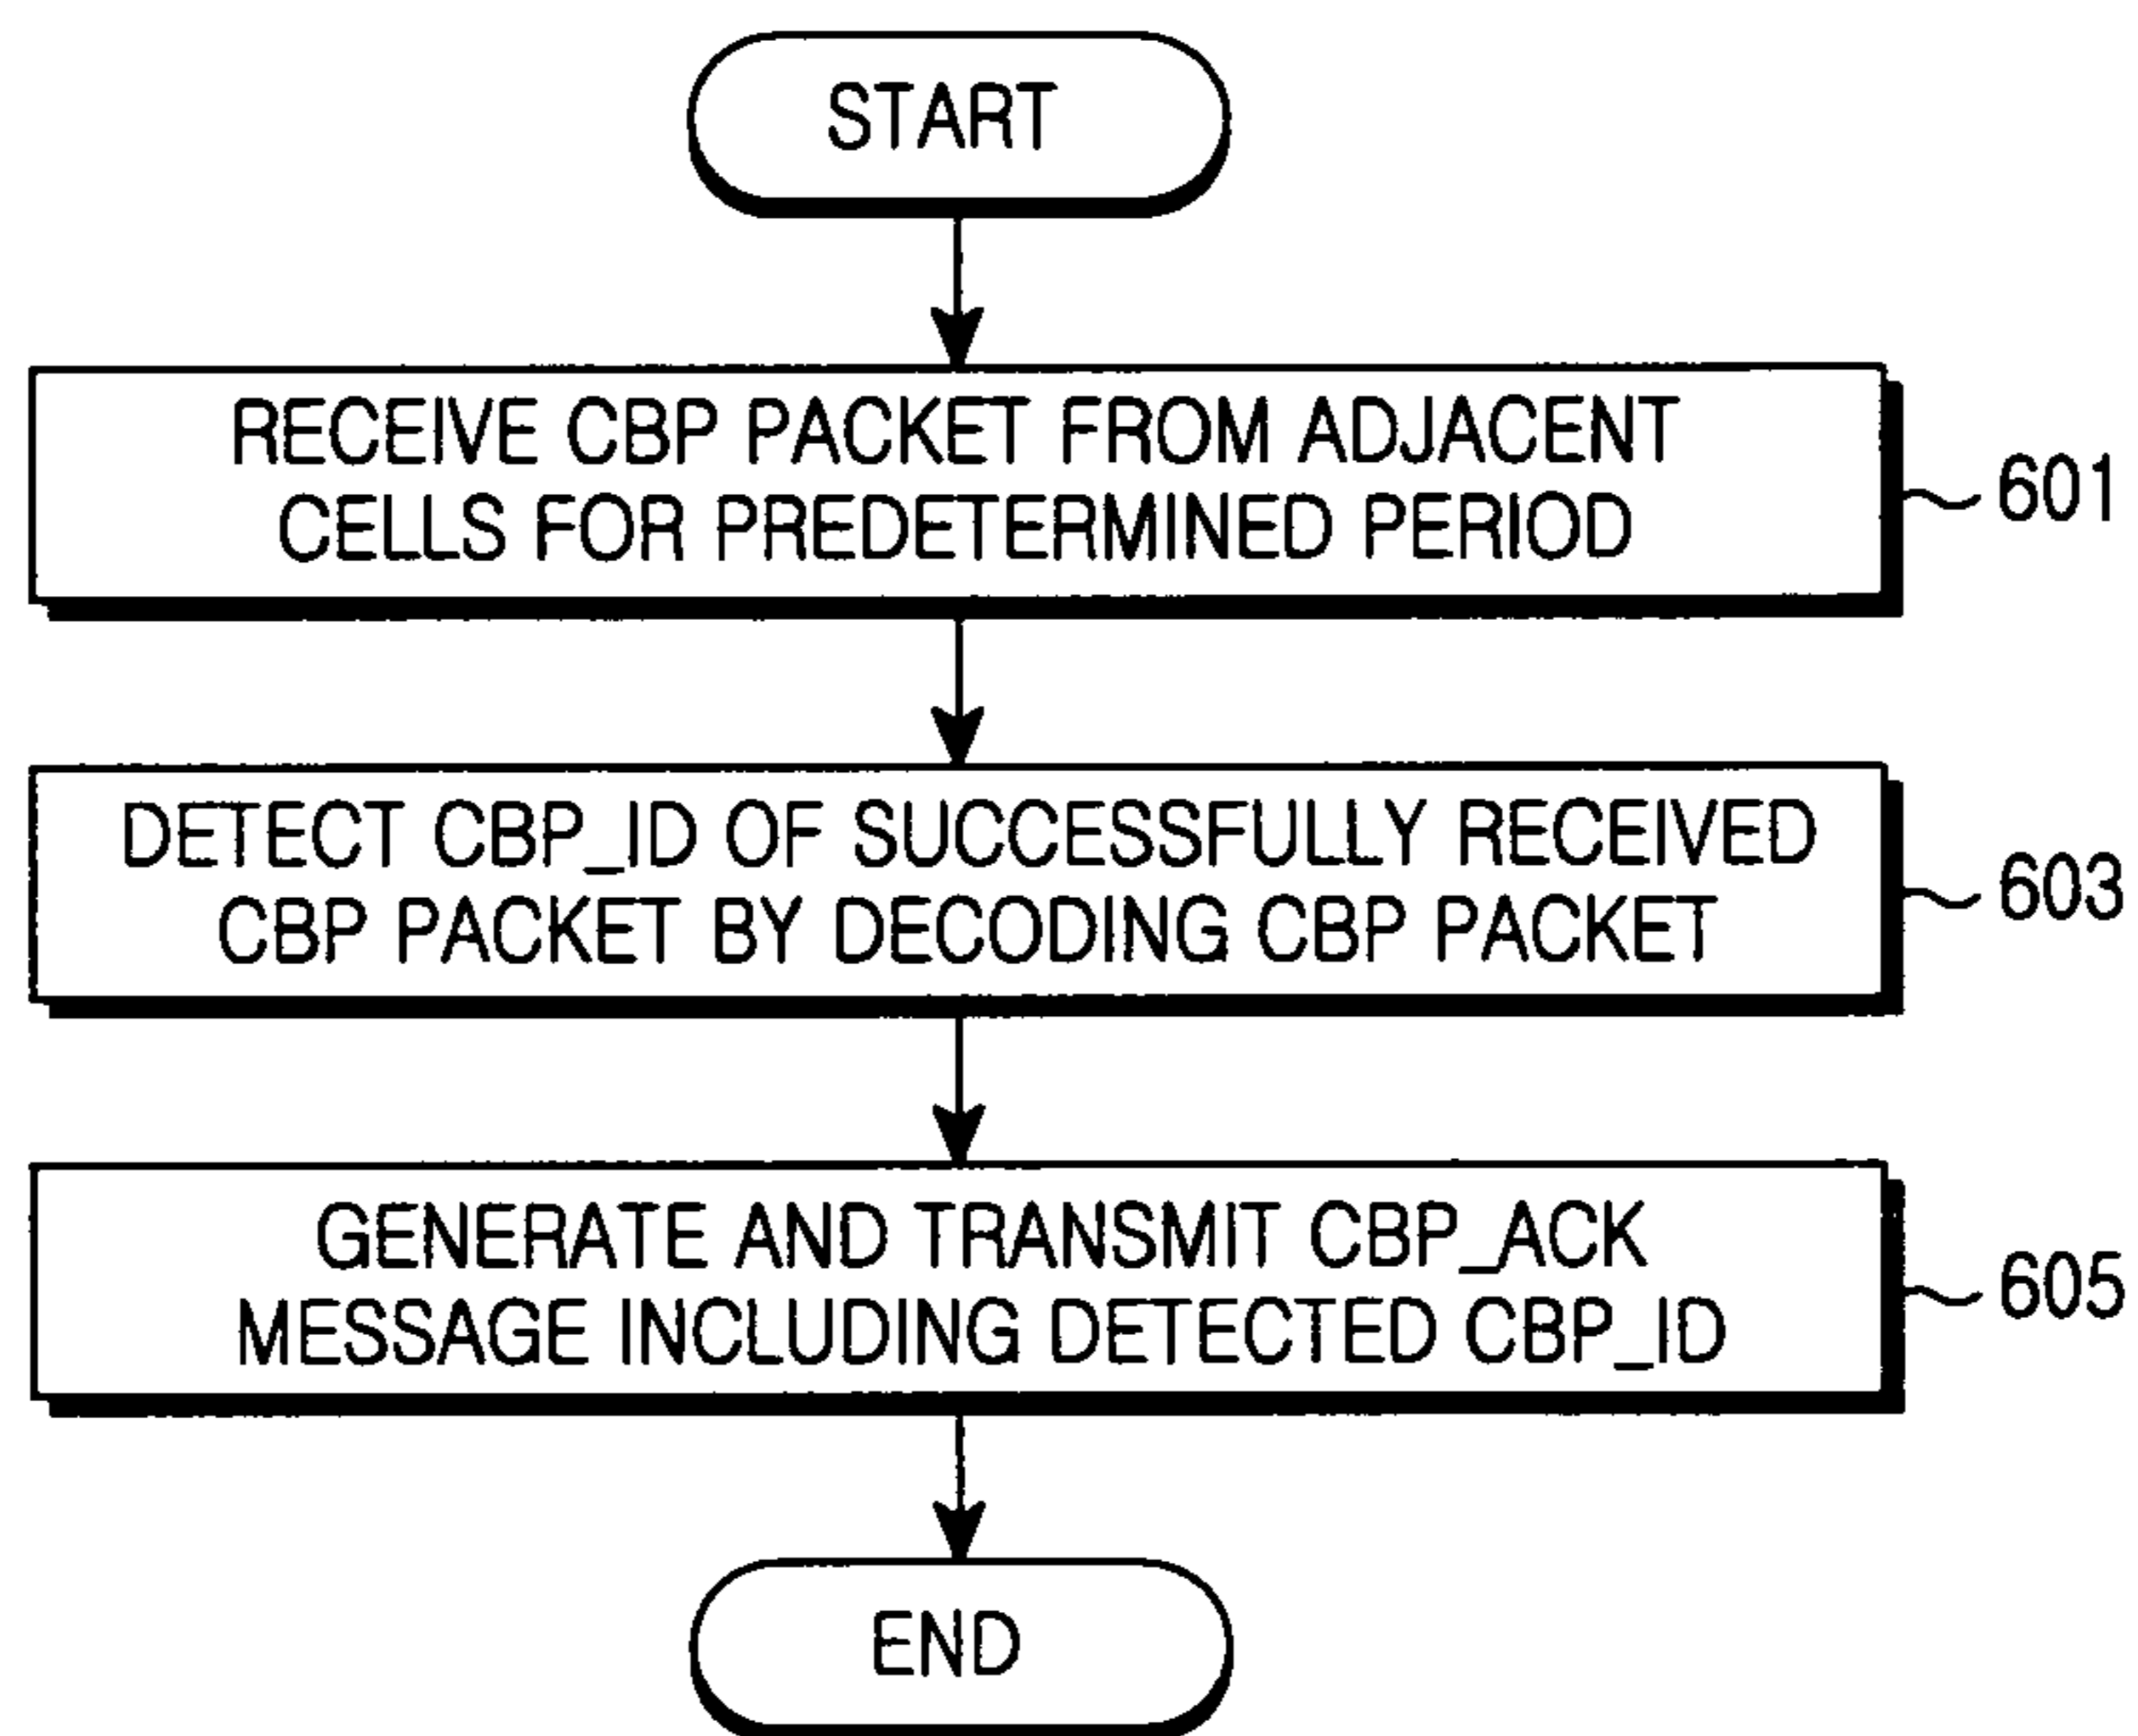 START
RECEIVE CBP PACKET FROM ADJACENT
CELLS FOR PREDETERMINED PERIOD
601
DETECT CBP_ID OF SUCCESSFULLY RECEIVED
CBP PACKET BY DECODING CBP PACKET
603
GENERATE AND TRANSMIT CBP_ACK
MESSAGE INCLUDING DETECTED CBP_ID
605
END